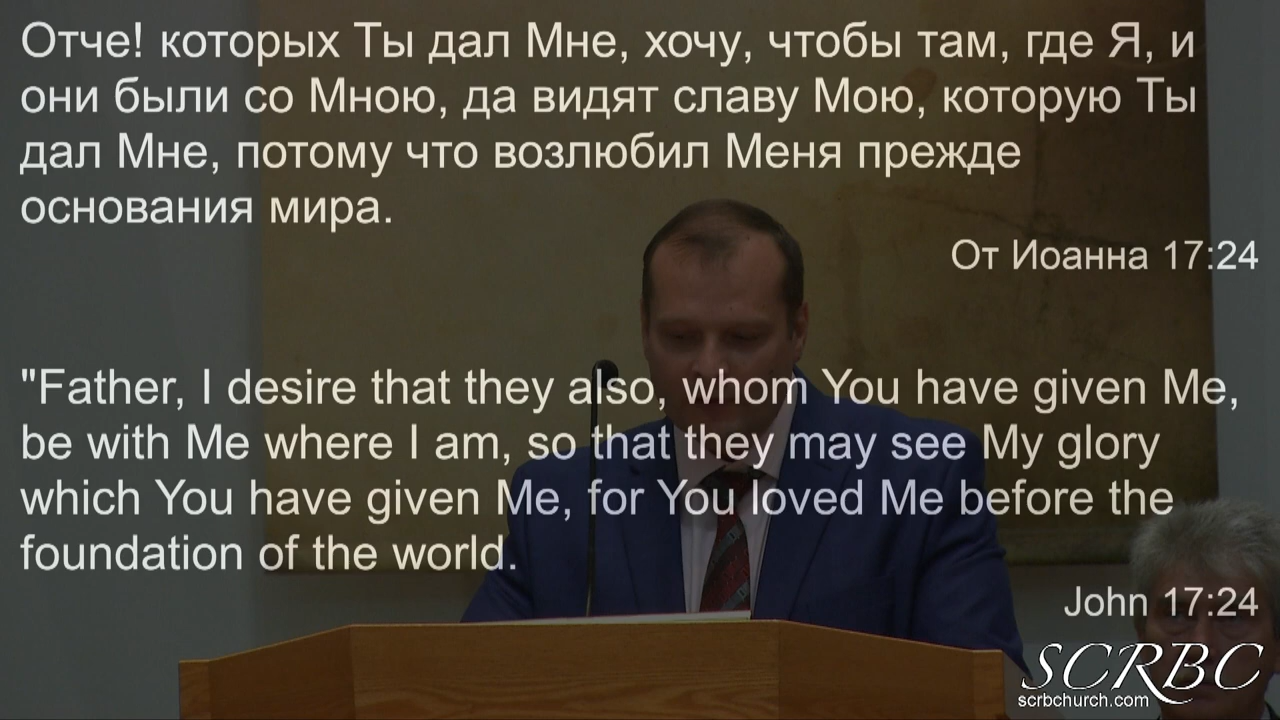 Отче! которых Ты дал Мне, хочу, чтобы там, где Я, и
они были со Мною, да видят славу Мою, которую Ты
дал Мне, потому что возлюбил Меня прежде
основания мира.
От Иоанна 17:24
"Father, I desire that they also, whom You have given Me,
be with Me where I am, so that they may see My glory
which You have given Me, for You loved Me before the
foundation of the world.
John 17:24
SCRBC
scrbchurch.com